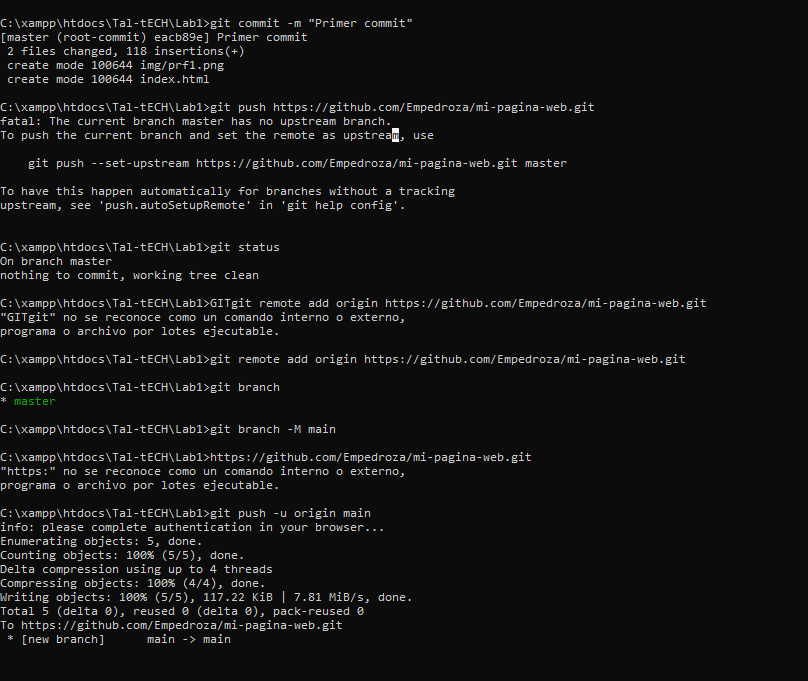 C:\xampp\htdocs\Tal-tECH\Lab1>git commit -m "Primer commit"
[master (root-commit) eacb89e] Primer commit
 2 files changed, 118 insertions(+)
 create mode 100644 img/prf1.png
 create mode 100644 index.html
C:\xampp\htdocs\Tal-tECH\Lab1>git push https://github.com/Empedroza/mi-pagina-web.git
fatal: The current branch master has no upstream branch.
To push the current branch and set the remote as upstream, use
    git push --set-upstream https://github.com/Empedroza/mi-pagina-web.git master
To have this happen automatically for branches without a tracking
upstream, see 'push.autoSetupRemote' in 'git help config'.
C:\xampp\htdocs\Tal-tECH\Lab1>git status
On branch master
nothing to commit, working tree clean
C:\xampp\htdocs\Tal-tECH\Lab1>GITgit remote add origin https://github.com/Empedroza/mi-pagina-web.git
"GITgit" no se reconoce como un comando interno o externo,
programa o archivo por lotes ejecutable.
C:\xampp\htdocs\Tal-tECH\Lab1>git remote add origin https://github.com/Empedroza/mi-pagina-web.git
C:\xampp\htdocs\Tal-tECH\Lab1>git branch
* master
C:\xampp\htdocs\Tal-tECH\Lab1>git branch -M main
C:\xampp\htdocs\Tal-tECH\Lab1>https://github.com/Empedroza/mi-pagina-web.git
"https:" no se reconoce como un comando interno o externo,
programa o archivo por lotes ejecutable.
C:\xampp\htdocs\Tal-tECH\Lab1>git push -u origin main
info: please complete authentication in your browser...
Enumerating objects: 5, done.
Counting objects: 100% (5/5), done.
Delta compression using up to 4 threads
Compressing objects: 100% (4/4), done.
Writing objects: 100% (5/5), 117.22 KiB | 7.81 MiB/s, done.
Total 5 (delta 0), reused 0 (delta 0), pack-reused 0
To https://github.com/Empedroza/mi-pagina-web.git
 * [new branch]      main -> main